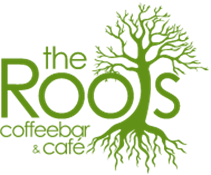 the
Roots
coffeebar
& café